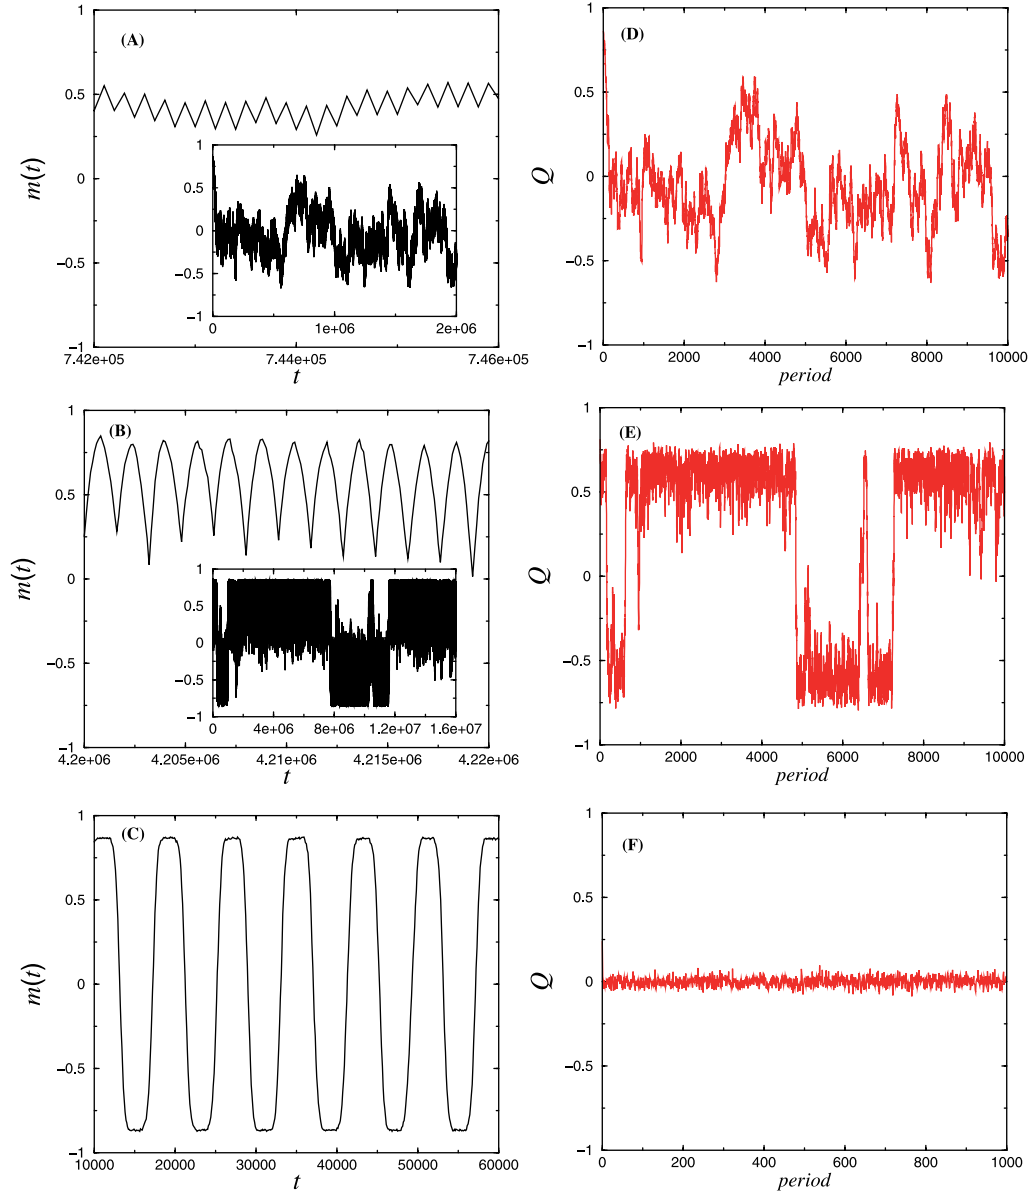 (A)
1
0.5
0
−0.5
−1
m(t)
7.42e+05
7.44e+05
7.46e+05
t
1
0.5
0
−0.5
−1
0
1e+06
2e+06
(D)
1
0.5
0
−0.5
−1
Q
0
2000
4000
6000
8000
10000
period
(B)
1
0.5
0
−0.5
−1
m(t)
4.2e+06
4.205e+06
4.21e+06
4.215e+06
4.22e+06
t
1
0.5
0
−0.5
−1
0
4e+06
8e+06
1.2e+07
1.6e+07
(E)
1
0.5
0
−0.5
−1
Q
0
2000
4000
6000
8000
10000
period
(C)
1
0.5
0
−0.5
−1
m(t)
10000
20000
30000
40000
50000
60000
t
(F)
1
0.5
0
−0.5
−1
Q
0
200
400
600
800
1000
period